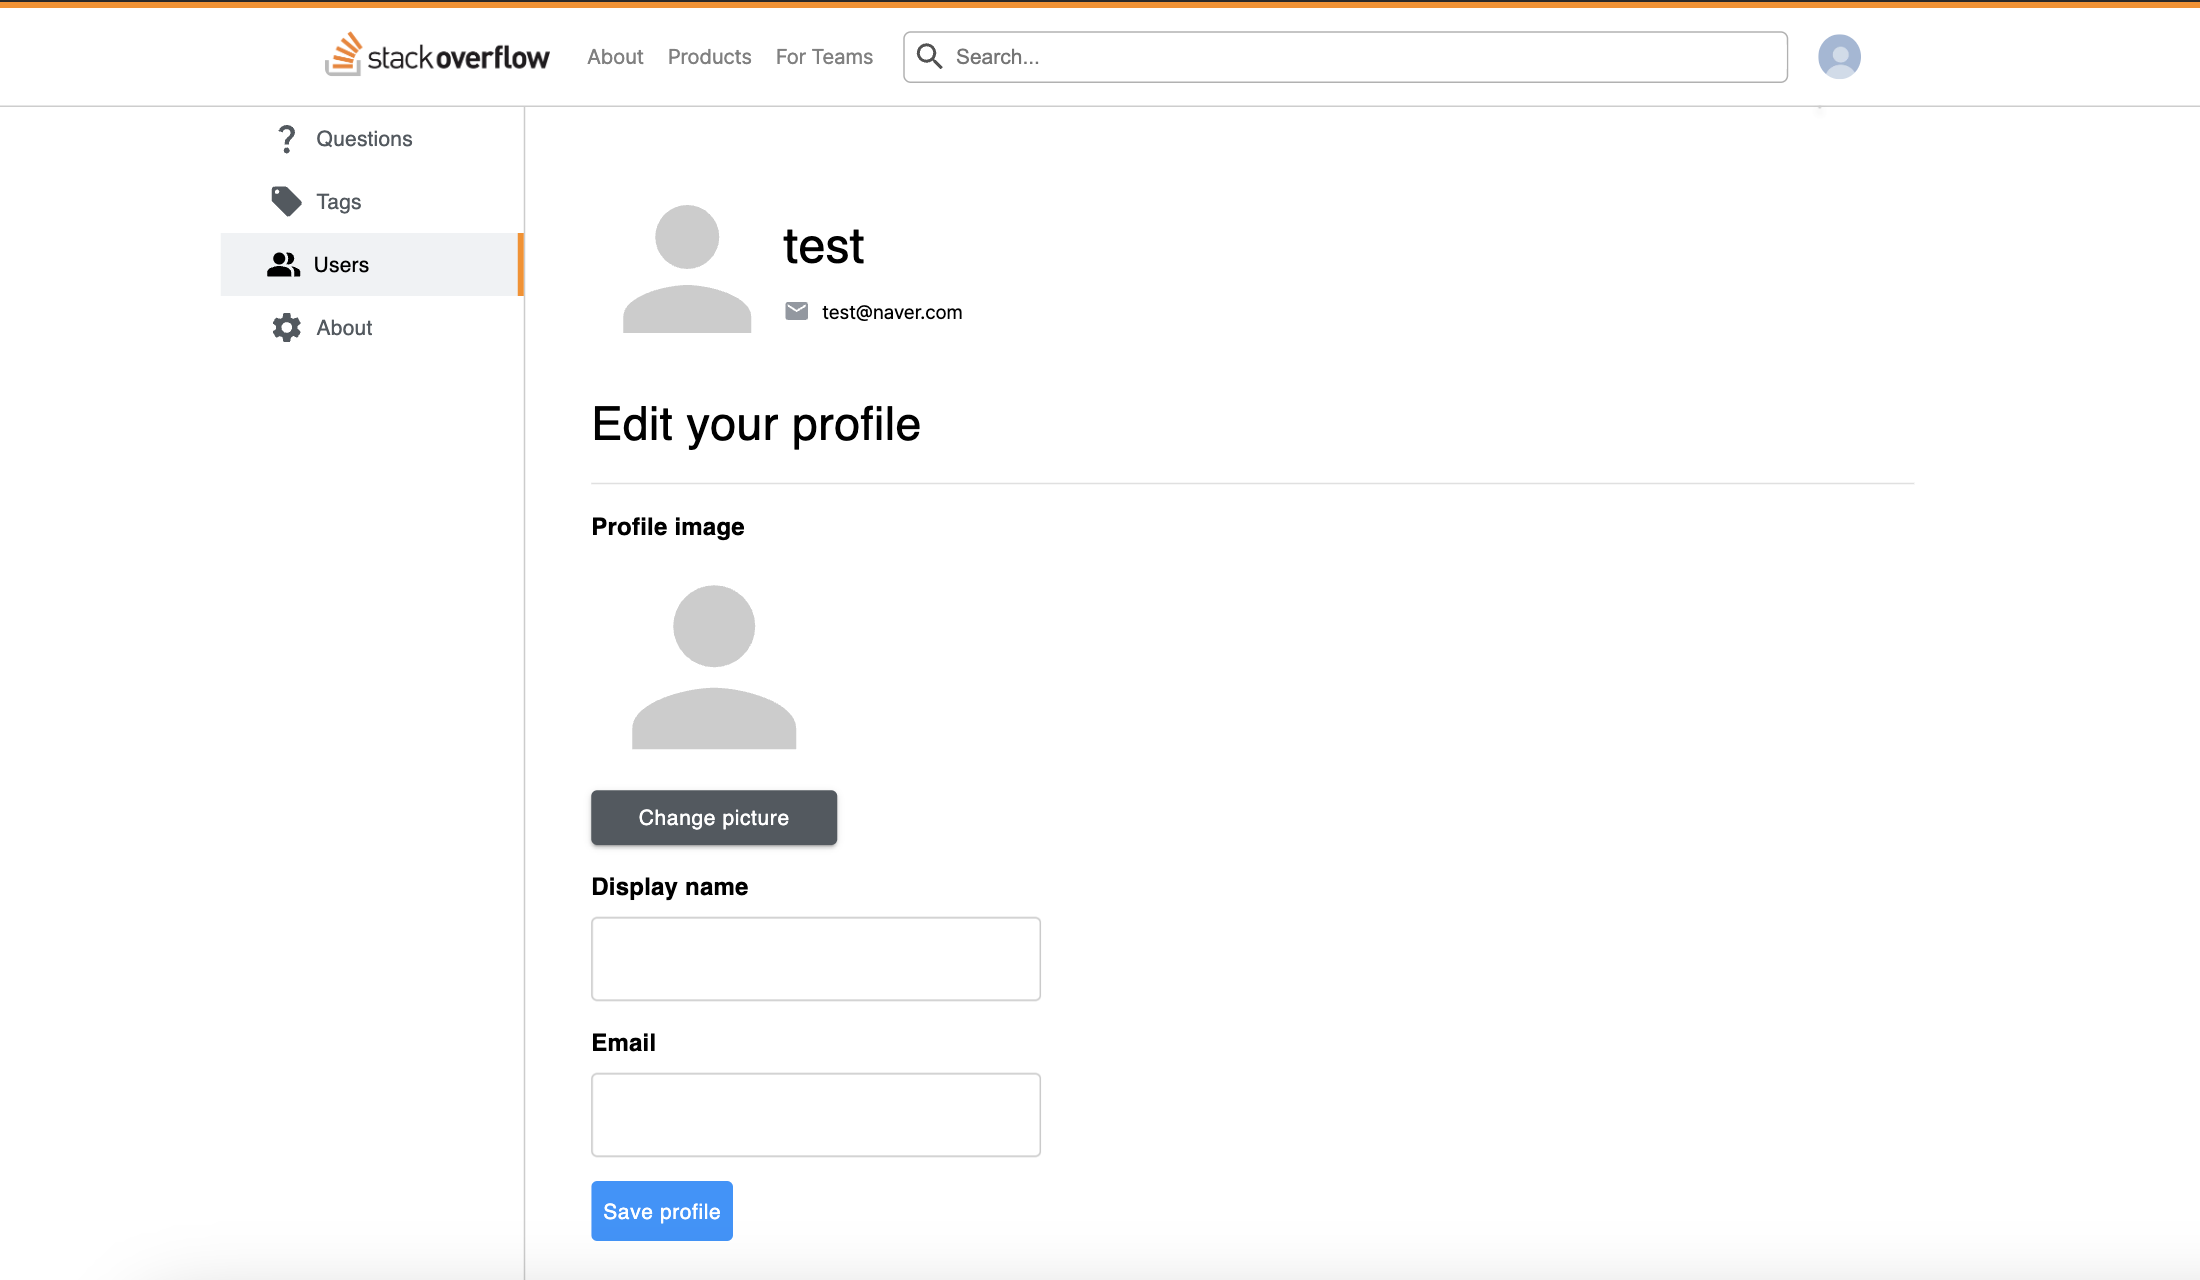 stackoverflow About Products For Teams Search...
Questions
Tags
Users
About
test
test@naver.com
Edit your profile
Profile image
Change picture
Display name
Email
Save profile